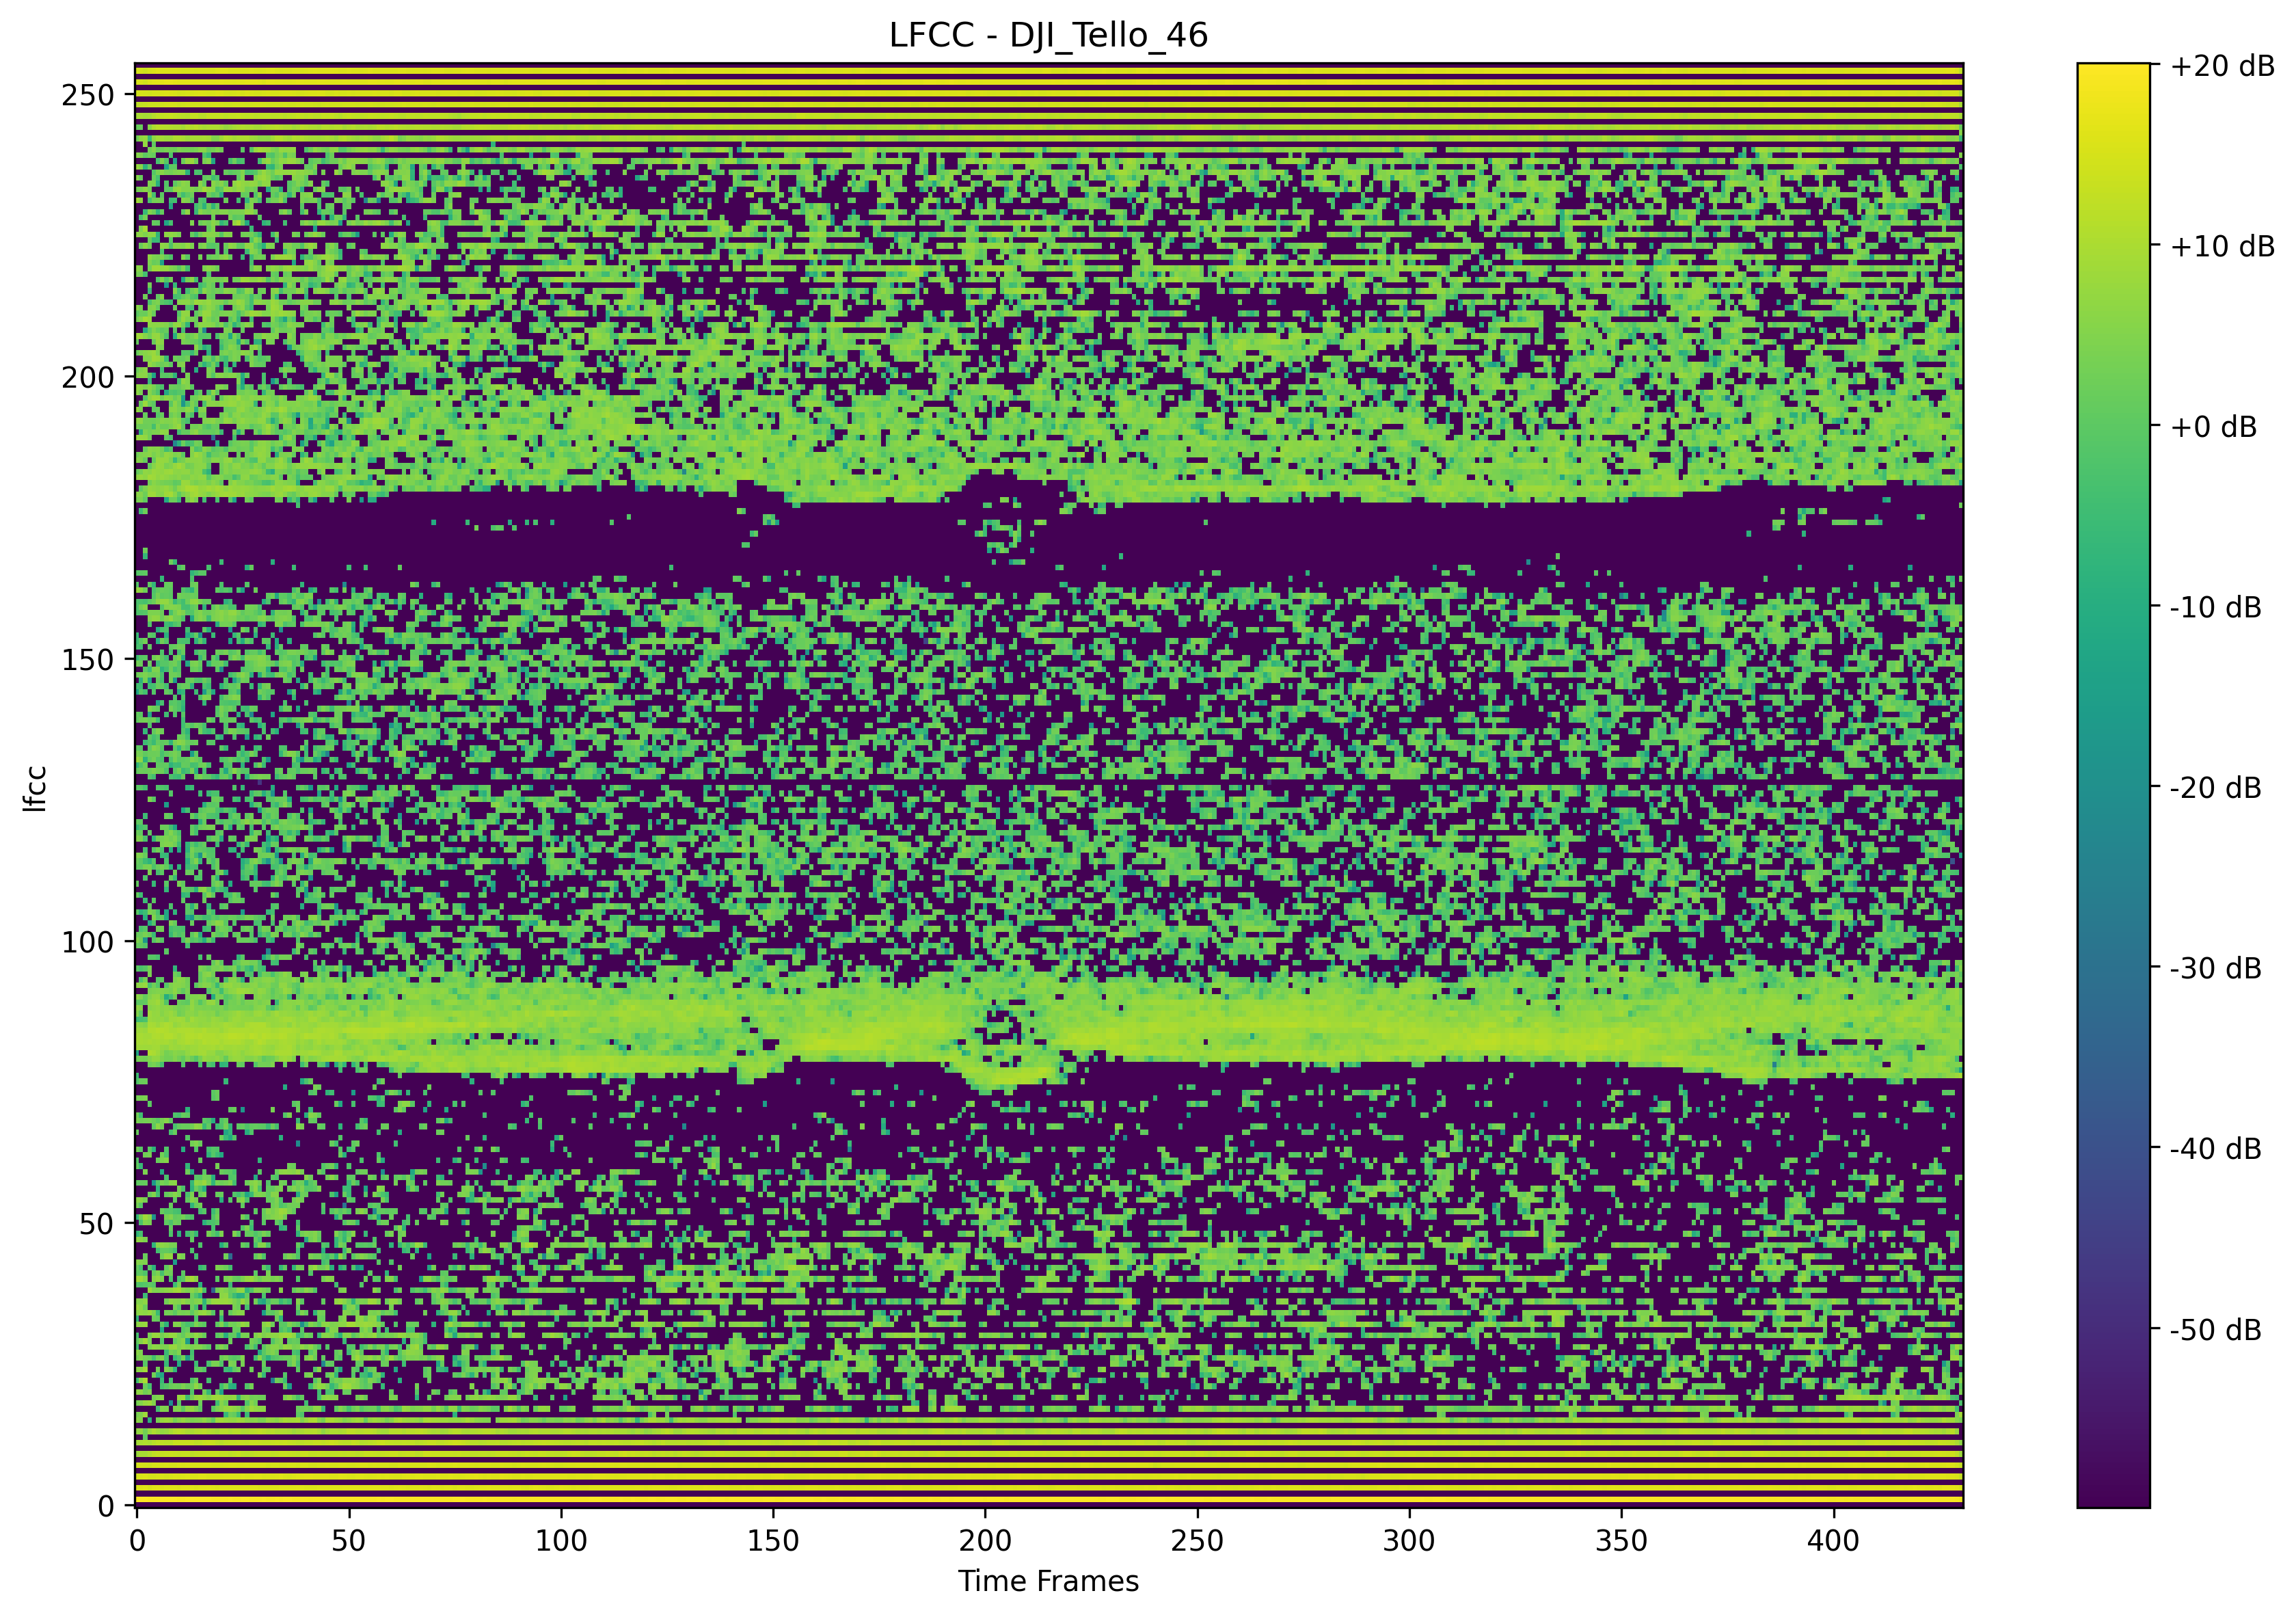 LFCC - DJI_Tello_46
lfcc
250
200
150
100
50
0
0 50 100 150 200 250 300 350 400
Time Frames
+20 dB
+10 dB
+0 dB
-10 dB
-20 dB
-30 dB
-40 dB
-50 dB